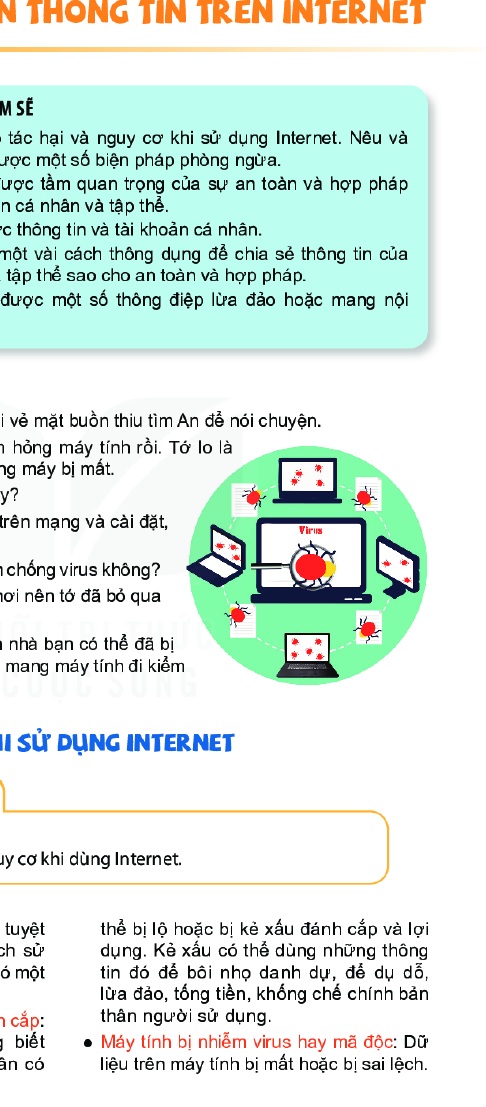 N THÔNG TIN TRÊN INTERNET
M SẼ
tác hại và nguy cơ khi sử dụng Internet. Nêu và
ược một số biện pháp phòng ngừa.
ược tầm quan trọng của sự an toàn và hợp pháp
n cá nhân và tập thể.
c thông tin và tài khoản cá nhân.
một vài cách thông dụng để chia sẻ thông tin của
tập thể sao cho an toàn và hợp pháp.
được một số thông điệp lừa đảo hoặc mang nội
i vẻ mặt buồn thiu tìm An để nói chuyện.
hỏng máy tính rồi. Tớ lo là
ng máy bị mất.
y?
trên mạng và cài đặt,
chống virus không?
ơi nên tớ đã bỏ qua
nhà bạn có thể đã bị
mang máy tính đi kiểm
Virus
TRI THỨC
CUỘC SỐNG
HI SỬ DỤNG INTERNET
uy cơ khi dùng Internet.
tuyệt
ch sử
ó một
cắp:
biết
ân có
thể bị lộ hoặc bị kẻ xấu đánh cắp và lợi
dụng. Kẻ xấu có thể dùng những thông
tin đó để bôi nhọ danh dự, để dụ dỗ,
lừa đảo, tống tiền, khống chế chính bản
thân người sử dụng.
• Máy tính bị nhiễm virus hay mã độc: Dữ
liệu trên máy tính bị mất hoặc bị sai lệch.